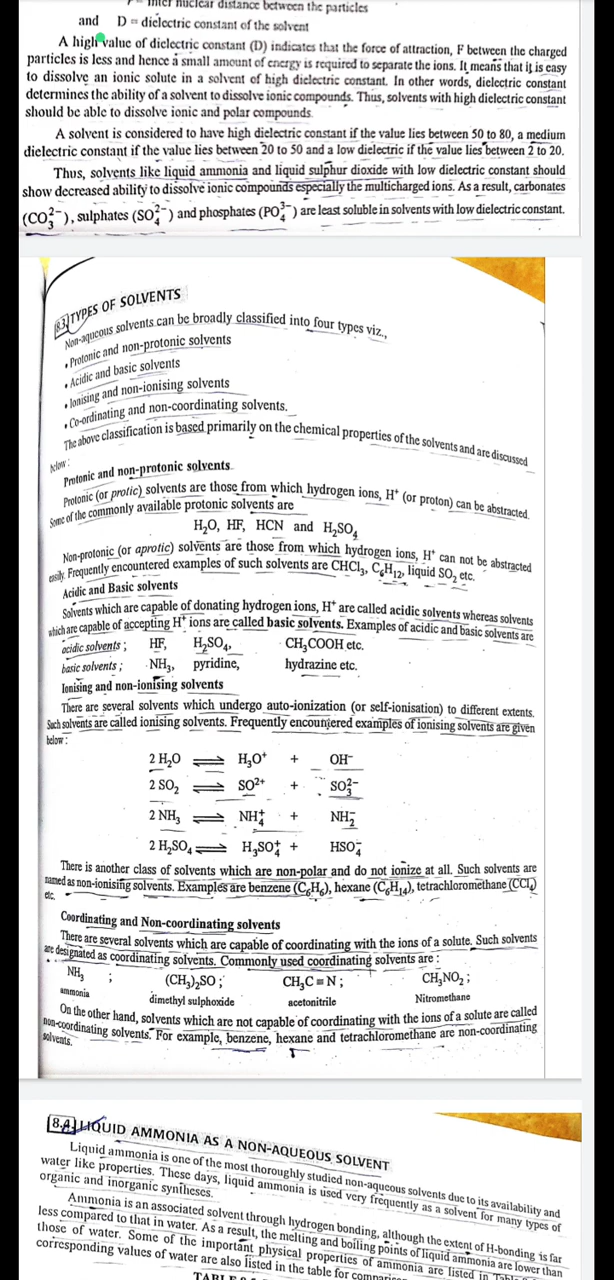 r = inter nuclear distance between the particles
and D = dielectric constant of the solvent
A high value of dielectric constant (D) indicates that the force of attraction, F between the charged
particles is less and hence a small amount of energy is required to separate the ions. It means that it is easy
to dissolve an ionic solute in a solvent of high dielectric constant. In other words, dielectric constant
determines the ability of a solvent to dissolve ionic compounds. Thus, solvents with high dielectric constant
should be able to dissolve ionic and polar compounds
A solvent is considered to have high dielectric constant if the value lies between 50 to 80, a medium
dielectric constant if the value lies between 20 to 50 and a low dielectric if the value lies between 2 to 20.
Thus, solvents like liquid ammonia and liquid sulphur dioxide with low dielectric constant should
show decreased ability to dissolve ionic compounds especially the multicharged ions. As a result, carbonates
(CO₃²⁻), sulphates (SO₄²⁻) and phosphates (PO₄³⁻) are least soluble in solvents with low dielectric constant.
8.3 TYPES OF SOLVENTS
Non-aqueous solvents can be broadly classified into four types viz.,
• Protonic and non-protonic solvents
• Acidic and basic solvents
• Ionising and non-ionising solvents
• Co-ordinating and non-coordinating solvents.
The above classification is based primarily on the chemical properties of the solvents and are discussed
below :
Protonic and non-protonic solvents
Protonic (or protic) solvents are those from which hydrogen ions, H⁺ (or proton) can be abstracted.
Some of the commonly available protonic solvents are
H₂O, HF, HCN and H₂SO₄
Non-protonic (or aprotic) solvents are those from which hydrogen ions, H⁺ can not be abstracted
easily. Frequently encountered examples of such solvents are CHCl₃, C₆H₁₂, liquid SO₂ etc.
Acidic and Basic solvents
Solvents which are capable of donating hydrogen ions, H⁺ are called acidic solvents whereas solvents
which are capable of accepting H⁺ ions are called basic solvents. Examples of acidic and basic solvents are
acidic solvents ; HF, H₂SO₄, CH₃COOH etc.
basic solvents ; NH₃, pyridine, hydrazine etc.
Ionising and non-ionising solvents
There are several solvents which undergo auto-ionization (or self-ionisation) to different extents.
Such solvents are called ionising solvents. Frequently encountered examples of ionising solvents are given
below :
2 H₂O ⇌ H₃O⁺ + OH⁻
2 SO₂ ⇌ SO²⁺ + SO₃²⁻
2 NH₃ ⇌ NH₄⁺ + NH₂⁻
2 H₂SO₄ ⇌ H₃SO₄⁺ + HSO₄⁻
There is another class of solvents which are non-polar and do not ionize at all. Such solvents are
named as non-ionising solvents. Examples are benzene (C₆H₆), hexane (C₆H₁₄), tetrachloromethane (CCl₄)
etc.
Coordinating and Non-coordinating solvents
There are several solvents which are capable of coordinating with the ions of a solute. Such solvents
are designated as coordinating solvents. Commonly used coordinating solvents are :
NH₃ ; (CH₃)₂SO ; CH₃C≡N ; CH₃NO₂ ;
ammonia dimethyl sulphoxide acetonitrile Nitromethane
On the other hand, solvents which are not capable of coordinating with the ions of a solute are called
non-coordinating solvents. For example, benzene, hexane and tetrachloromethane are non-coordinating
solvents.
8.4 LIQUID AMMONIA AS A NON-AQUEOUS SOLVENT
Liquid ammonia is one of the most thoroughly studied non-aqueous solvents due to its availability and
water like properties. These days, liquid ammonia is used very frequently as a solvent for many types of
organic and inorganic syntheses.
Ammonia is an associated solvent through hydrogen bonding, although the extent of H-bonding is far
less compared to that in water. As a result, the melting and boiling points of liquid ammonia are lower than
those of water. Some of the important physical properties of ammonia are listed in
corresponding values of water are also listed in the table for